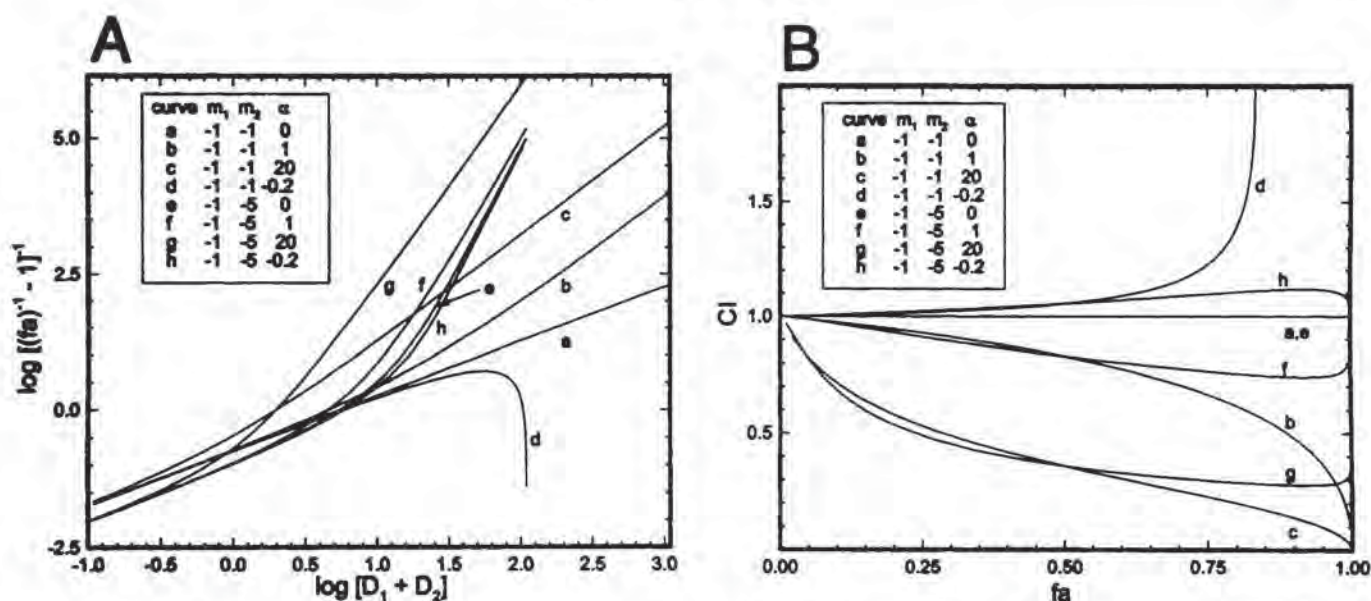 A
curve m₁ m₂ α
a -1 -1 0
b -1 -1 1
c -1 -1 20
d -1 -1 -0.2
e -1 -5 0
f -1 -5 1
g -1 -5 20
h -1 -5 -0.2
log [(fa)⁻¹ - 1]⁻¹
5.0
2.5
0.0
-2.5
g
f
e
c
h
b
a
d
-1.0 -0.5 0.0 0.5 1.0 1.5 2.0 2.5 3.0
log [D₁ + D₂]
B
curve m₁ m₂ α
a -1 -1 0
b -1 -1 1
c -1 -1 20
d -1 -1 -0.2
e -1 -5 0
f -1 -5 1
g -1 -5 20
h -1 -5 -0.2
CI
1.5
1.0
0.5
d
h
a,e
f
b
g
c
0.00 0.25 0.50 0.75 1.00
fa